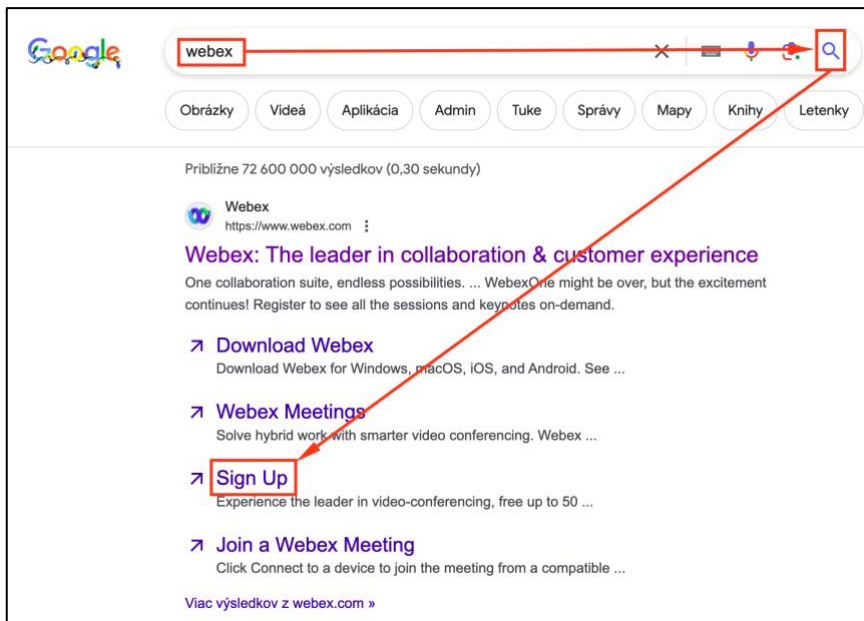 Google
webex
Obrázky Videá Aplikácia Admin Tuke Správy Mapy Knihy Letenky
Približne 72 600 000 výsledkov (0,30 sekundy)
Webex
https://www.webex.com
Webex: The leader in collaboration & customer experience
One collaboration suite, endless possibilities. ... WebexOne might be over, but the excitement
continues! Register to see all the sessions and keynotes on-demand.
Download Webex
Download Webex for Windows, macOS, iOS, and Android. See ...
Webex Meetings
Solve hybrid work with smarter video conferencing. Webex ...
Sign Up
Experience the leader in video-conferencing, free up to 50 ...
Join a Webex Meeting
Click Connect to a device to join the meeting from a compatible ...
Viac výsledkov z webex.com »